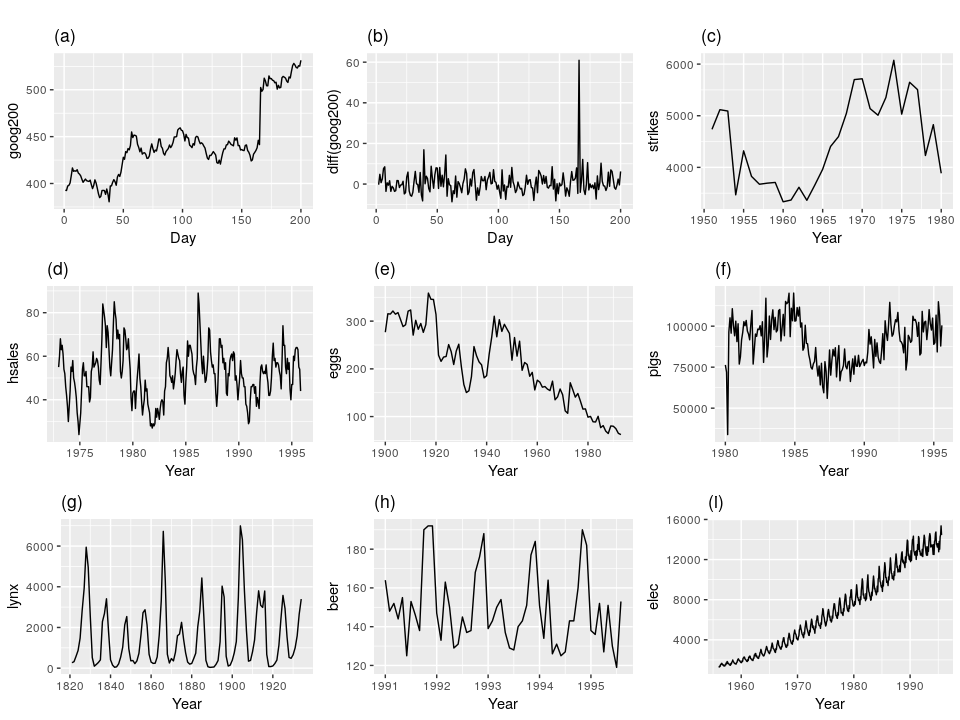 (a)
goog200
500
450
400
0 50 100 150 200
Day
(b)
diff(goog200)
60
40
20
0
0 50 100 150 200
Day
(c)
strikes
6000
5000
4000
1950 1955 1960 1965 1970 1975 1980
Year
(d)
hsales
80
60
40
1975 1980 1985 1990 1995
Year
(e)
eggs
300
200
100
1900 1920 1940 1960 1980
Year
(f)
pigs
100000
75000
50000
1980 1985 1990 1995
Year
(g)
lynx
6000
4000
2000
0
1820 1840 1860 1880 1900 1920
Year
(h)
beer
180
160
140
120
1991 1992 1993 1994 1995
Year
(i)
elec
16000
12000
8000
4000
1960 1970 1980 1990
Year